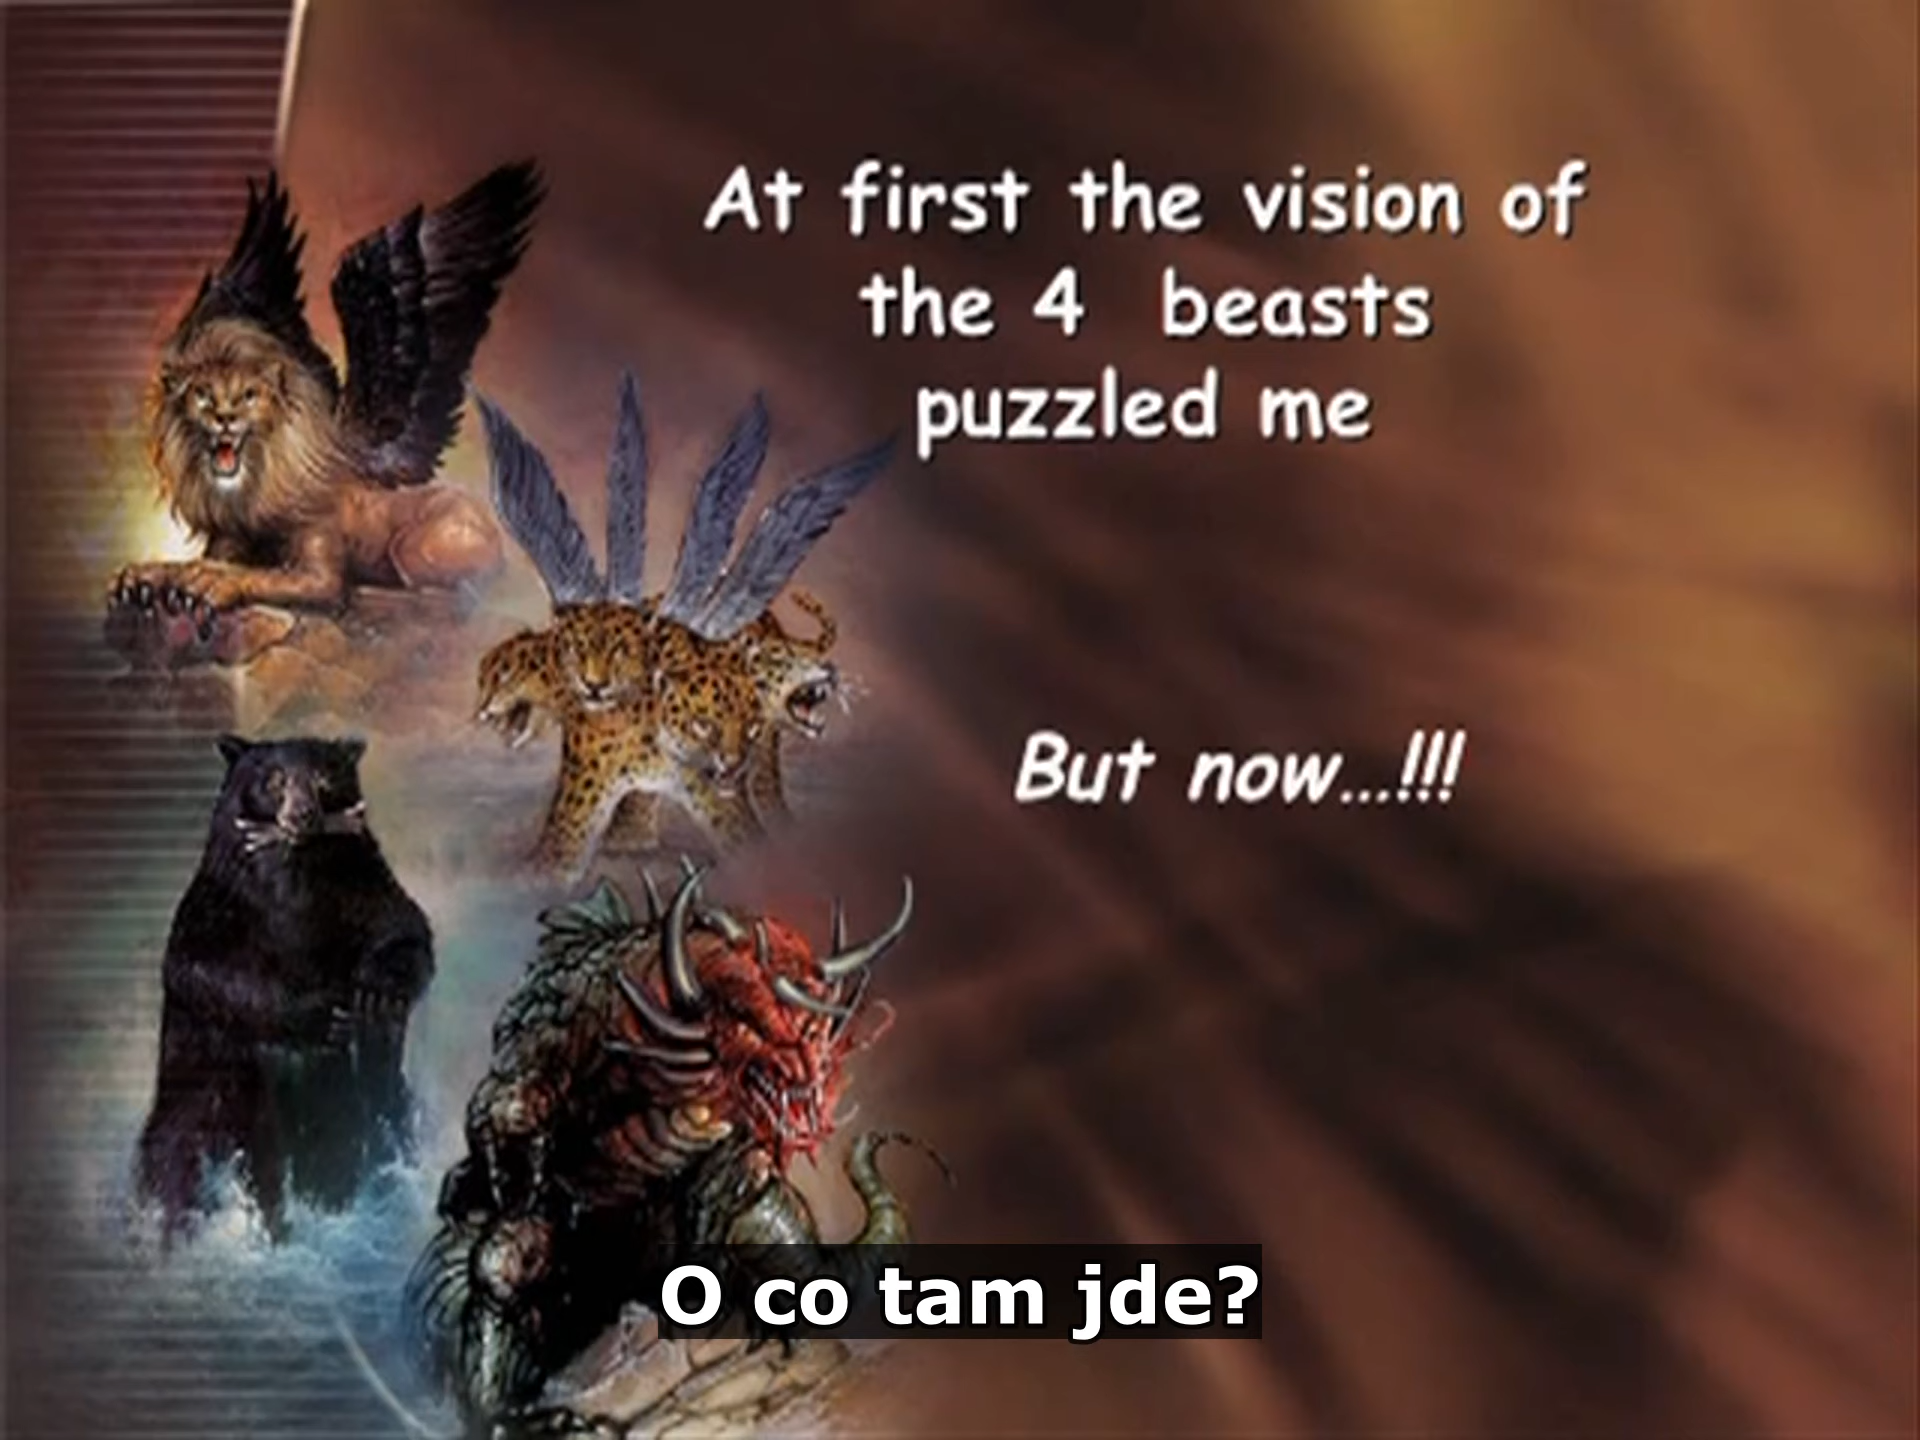 At first the vision of
the 4 beasts
puzzled me
But now...!!!
O co tam jde?